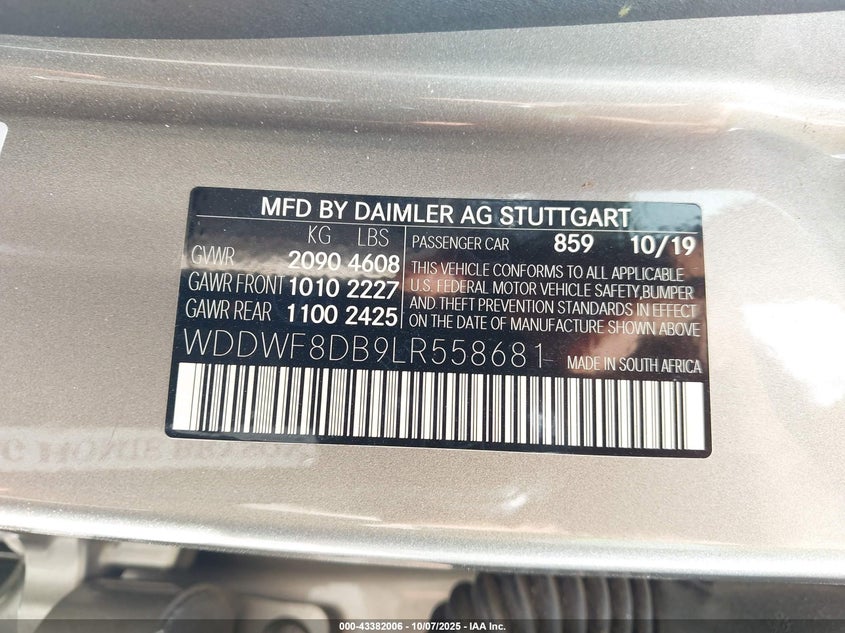 MFD BY DAIMLER AG STUTTGART
KG LBS
GVWR 2090 4608
GAWR FRONT 1010 2227
GAWR REAR 1100 2425
PASSENGER CAR 859 10/19
THIS VEHICLE CONFORMS TO ALL APPLICABLE
U.S. FEDERAL MOTOR VEHICLE SAFETY,BUMPER
AND THEFT PREVENTION STANDARDS IN EFFECT
ON THE DATE OF MANUFACTURE SHOWN ABOVE
WDDWF8DB9LR558681
MADE IN SOUTH AFRICA
000-43382006 - 10/07/2025 - IAA Inc.